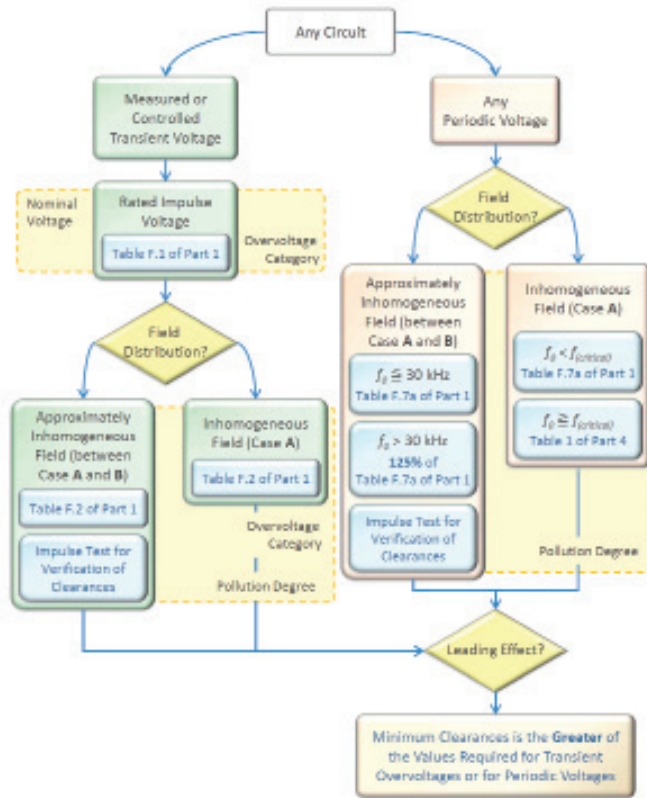 Any Circuit
Measured or
Controlled
Transient Voltage
Nominal
Voltage
Rated Impulse
Voltage
Table F.1 of Part 1
Overvoltage
Category
Field
Distribution?
Approximately
Inhomogeneous
Field (between
Case A and B)
Table F.2 of Part 1
Impulse Test for
Verification of
Clearances
Inhomogeneous
Field (Case A)
Table F.2 of Part 1
Overvoltage
Category
Pollution Degree
Any
Periodic Voltage
Field
Distribution?
Approximately
Inhomogeneous
Field (between
Case A and B)
f₀ ≦ 30 kHz
Table F.7a of Part 1
f₀ > 30 kHz
125% of
Table F.7a of Part 1
Impulse Test for
Verification of
Clearances
Inhomogeneous
Field (Case A)
f₀ < f(critical)
Table F.7a of Part 1
f₀ ≧ f(critical)
Table 1 of Part 4
Pollution Degree
Leading Effect?
Minimum Clearances is the Greater of
the Values Required for Transient
Overvoltages or for Periodic Voltages